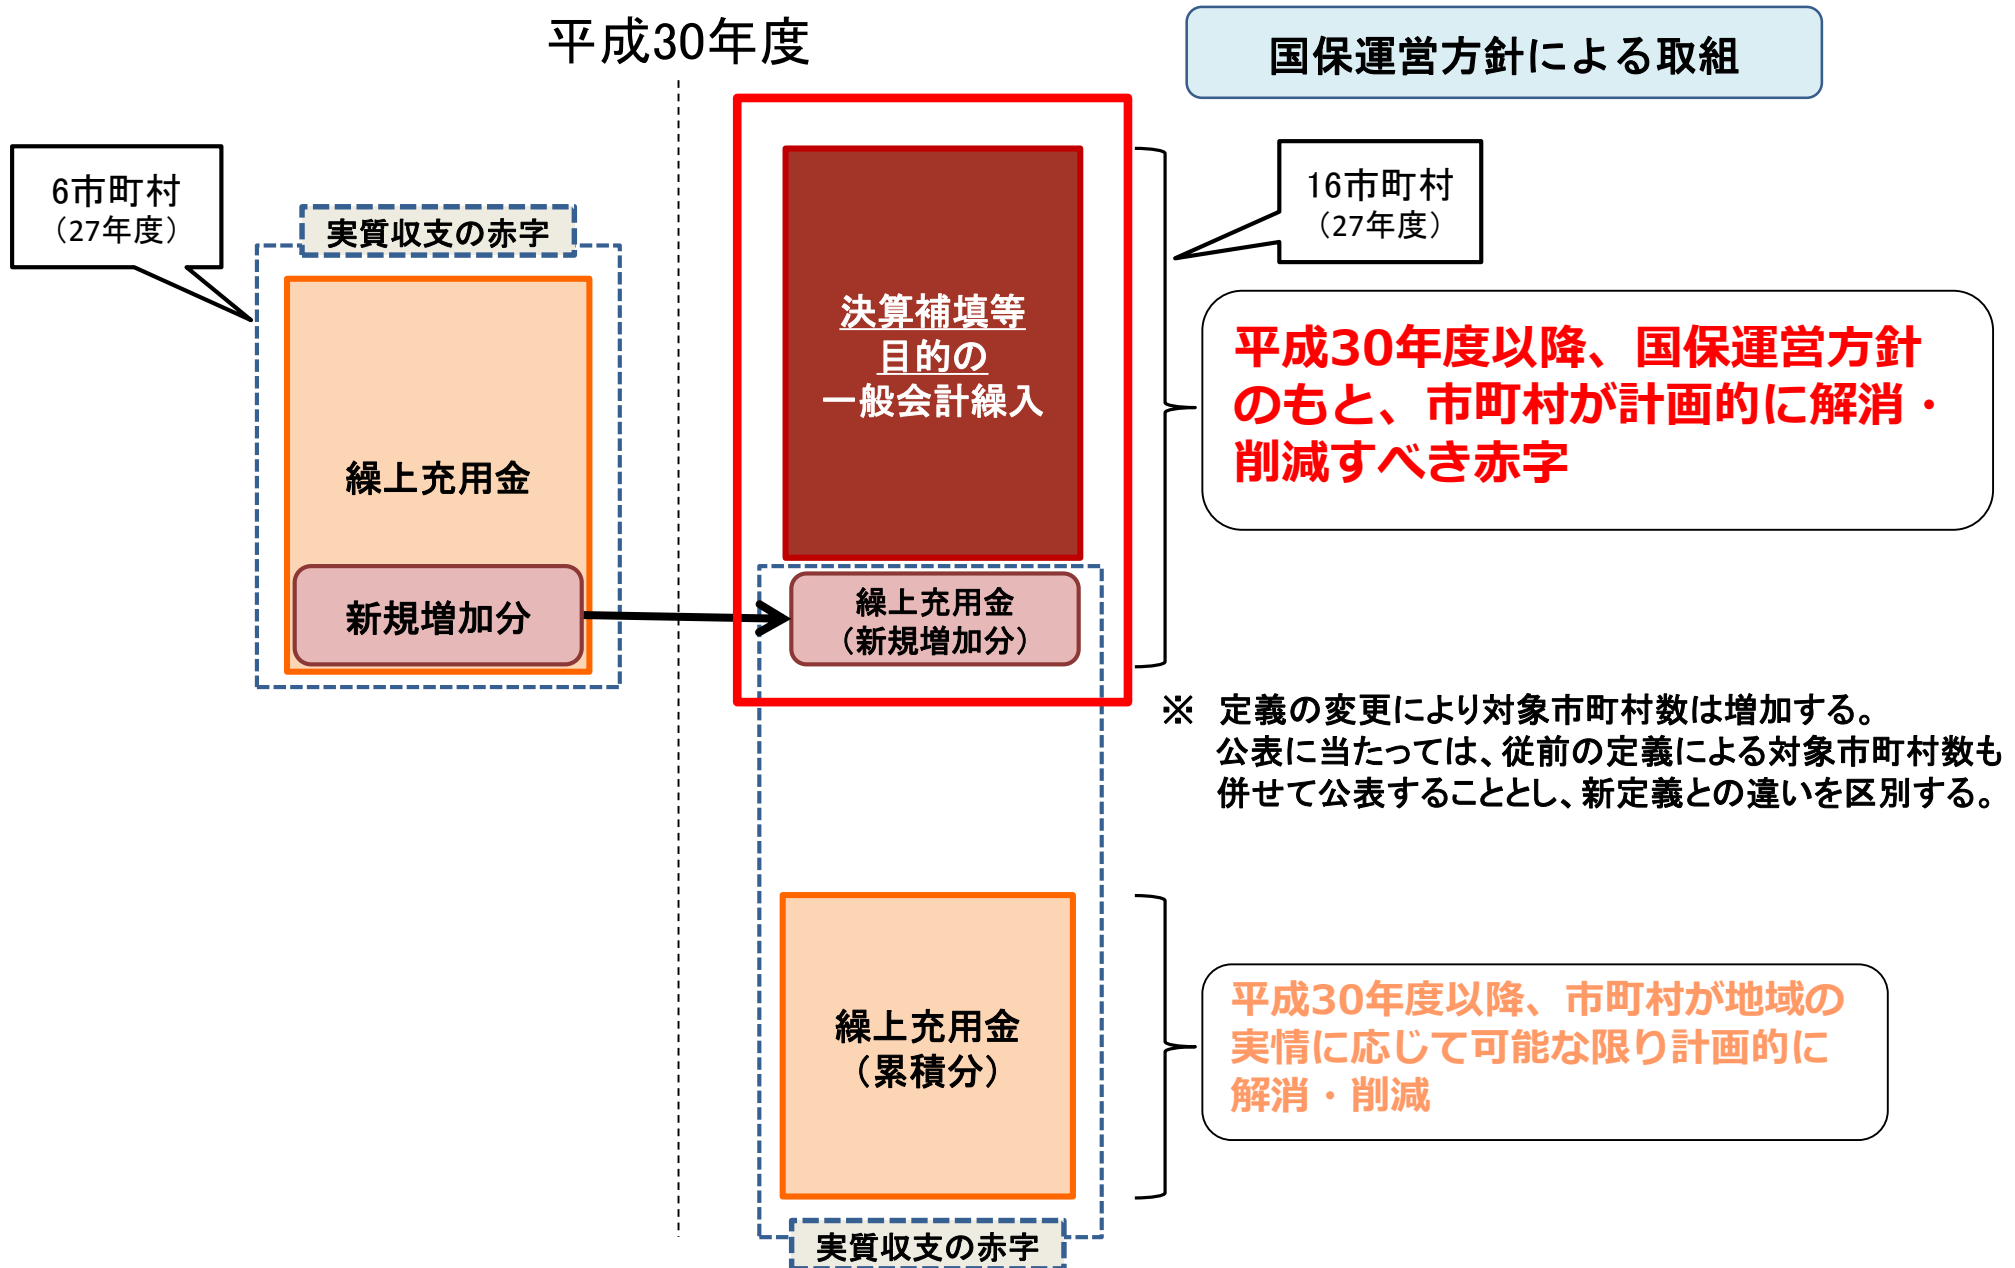 平成30年度
国保運営方針による取組
6市町村
（27年度）
実質収支の赤字
繰上充用金
新規増加分
決算補填等
目的の
一般会計繰入
繰上充用金
（新規増加分）
16市町村
（27年度）
平成30年度以降、国保運営方針
のもと、市町村が計画的に解消・
削減すべき赤字
※　定義の変更により対象市町村数は増加する。
公表に当たっては、従前の定義による対象市町村数も
併せて公表することとし、新定義との違いを区別する。
繰上充用金
（累積分）
平成30年度以降、市町村が地域の
実情に応じて可能な限り計画的に
解消・削減
実質収支の赤字